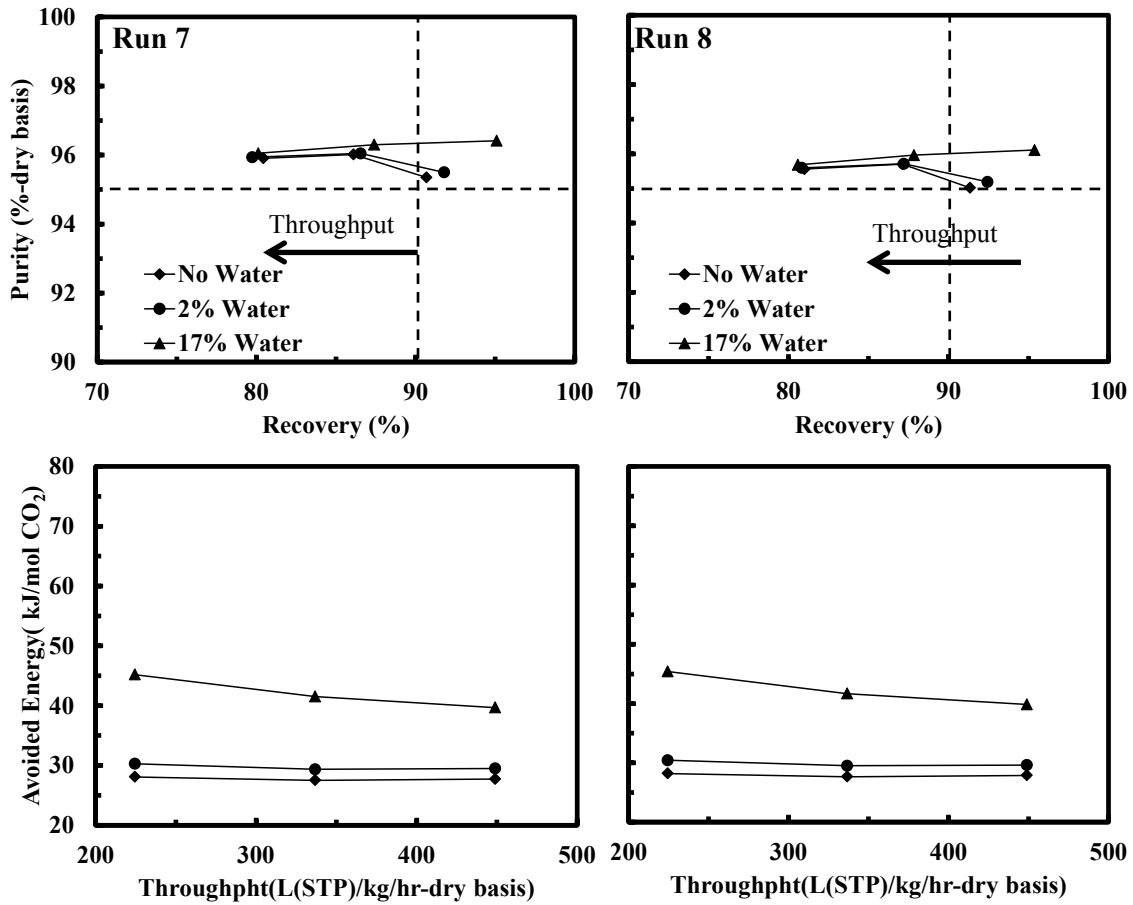 Run 7
Purity (%-dry basis)
100
98
96
94
92
90
Throughput
No Water
2% Water
17% Water
70 80 90 100
Recovery (%)
Run 8
Throughput
No Water
2% Water
17% Water
70 80 90 100
Recovery (%)
Avoided Energy( kJ/mol CO₂)
80
70
60
50
40
30
20
200 300 400 500
Throughpht(L(STP)/kg/hr-dry basis)
200 300 400 500
Throughpht(L(STP)/kg/hr-dry basis)